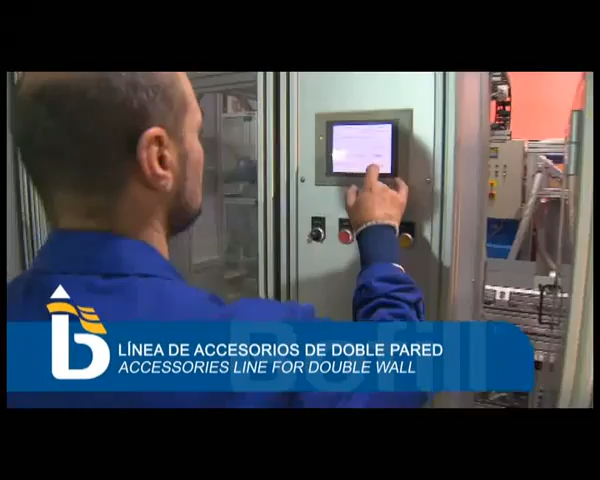 LÍNEA DE ACCESORIOS DE DOBLE PARED
ACCESSORIES LINE FOR DOUBLE WALL